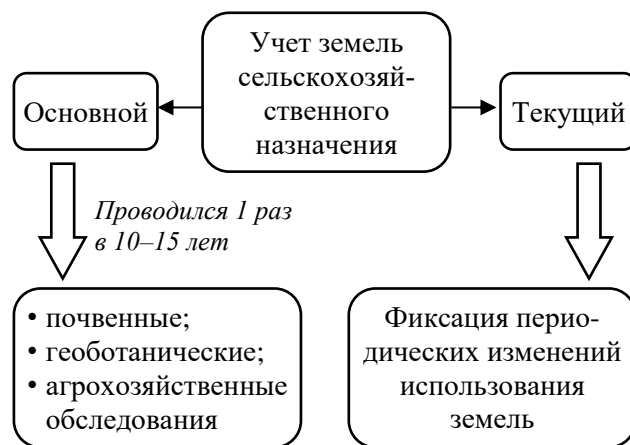 Учет земель
сельскохозяй-
ственного
назначения
Основной
Текущий
Проводился 1 раз
в 10–15 лет
• почвенные;
• геоботанические;
• агрохозяйственные
обследования
Фиксация перио-
дических изменений
использования
земель